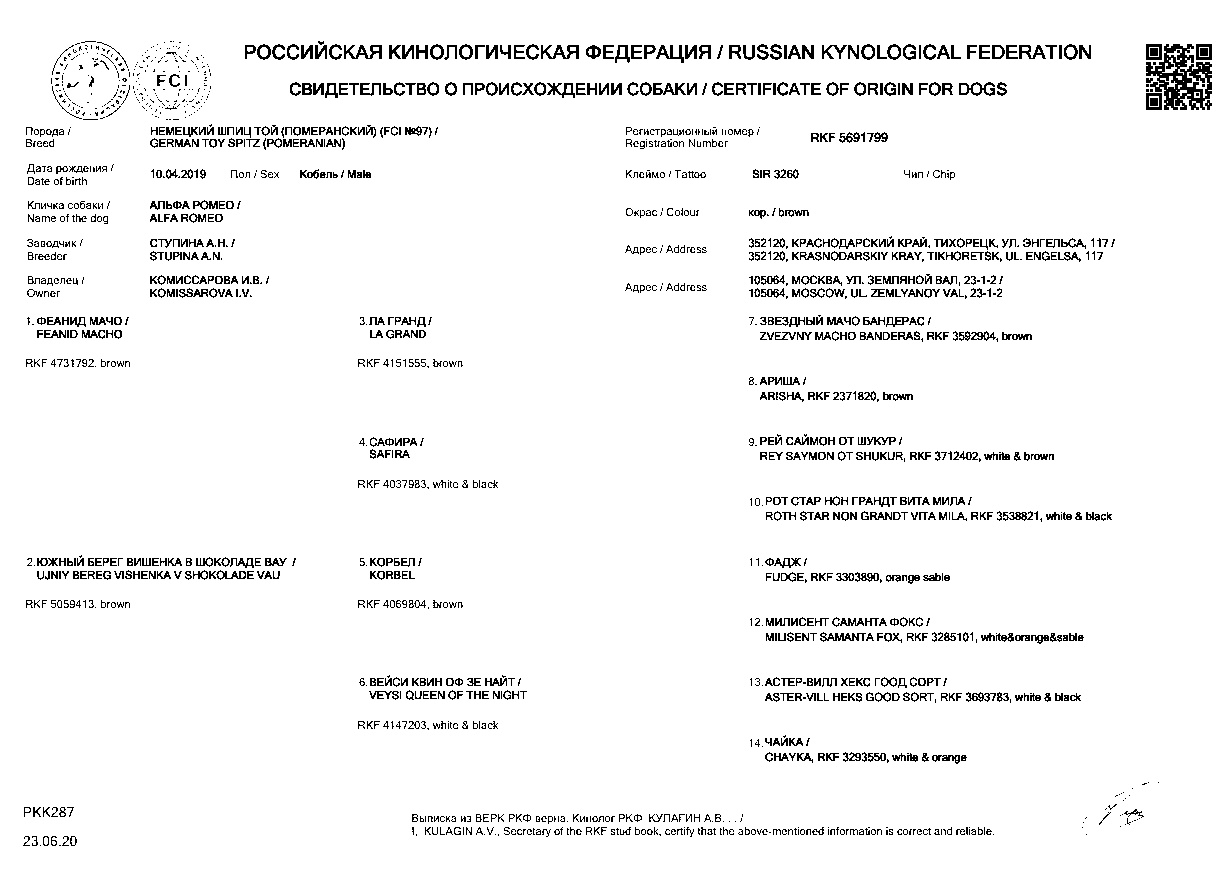 РОССИЙСКАЯ КИНОЛОГИЧЕСКАЯ ФЕДЕРАЦИЯ / RUSSIAN KYNOLOGICAL FEDERATION
FCI
СВИДЕТЕЛЬСТВО О ПРОИСХОЖДЕНИИ СОБАКИ / CERTIFICATE OF ORIGIN FOR DOGS
Порода /
Breed
НЕМЕЦКИЙ ШПИЦ ТОЙ (ПОМЕРАНСКИЙ) (FCI №97) /
GERMAN TOY SPITZ (POMERANIAN)
Регистрационный номер /
Registration Number
RKF 5691799
Дата рождения /
Date of birth
10.04.2019 Пол / Sex Кобель / Male
Клеймо / Tattoo SIR 3260 Чип / Chip
Кличка собаки /
Name of the dog
АЛЬФА РОМЕО /
ALFA ROMEO
Окрас / Colour кор. / brown
Заводчик /
Breeder
СТУПИНА А.Н. /
STUPINA A.N.
Адрес / Address
352120, КРАСНОДАРСКИЙ КРАЙ, ТИХОРЕЦК, УЛ. ЭНГЕЛЬСА, 117 /
352120, KRASNODARSKIY KRAY, TIKHORETSK, UL. ENGELSA, 117
Владелец /
Owner
КОМИССАРОВА И.В. /
KOMISSAROVA I.V.
Адрес / Address
105064, МОСКВА, УЛ. ЗЕМЛЯНОЙ ВАЛ, 23-1-2 /
105064, MOSCOW, UL. ZEMLYANOY VAL, 23-1-2
1. ФЕАНИД МАЧО /
FEANID MACHO
RKF 4731792, brown
2. ЮЖНЫЙ БЕРЕГ ВИШЕНКА В ШОКОЛАДЕ ВАУ /
UJNIY BEREG VISHENKA V SHOKOLADE VAU
RKF 5059413, brown
3. ЛА ГРАНД /
LA GRAND
RKF 4151555, brown
4. САФИРА /
SAFIRA
RKF 4037983, white & black
5. КОРБЕЛ /
KORBEL
RKF 4069804, brown
6. ВЕЙСИ КВИН ОФ ЗЕ НАЙТ /
VEYSI QUEEN OF THE NIGHT
RKF 4147203, white & black
7. ЗВЕЗДНЫЙ МАЧО БАНДЕРАС /
ZVEZVNY MACHO BANDERAS, RKF 3592904, brown
8. АРИША /
ARISHA, RKF 2371820, brown
9. РЕЙ САЙМОН ОТ ШУКУР /
REY SAYMON OT SHUKUR, RKF 3712402, white & brown
10. РОТ СТАР НОН ГРАНДТ ВИТА МИЛА /
ROTH STAR NON GRANDT VITA MILA, RKF 3538821, white & black
11. ФАДЖ /
FUDGE, RKF 3303890, orange sable
12. МИЛИСЕНТ САМАНТА ФОКС /
MILISENT SAMANTA FOX, RKF 3285101, white&orange&sable
13. АСТЕР-ВИЛЛ ХЕКС ГООД СОРТ /
ASTER-VILL HEKS GOOD SORT, RKF 3693783, white & black
14. ЧАЙКА /
CHAYKA, RKF 3293550, white & orange
PKK287
23.06.20
Выписка из ВЕРК РКФ верна. Кинолог РКФ КУЛАГИН А.В. . . /
I, KULAGIN A.V., Secretary of the RKF stud book, certify that the above-mentioned information is correct and reliable.